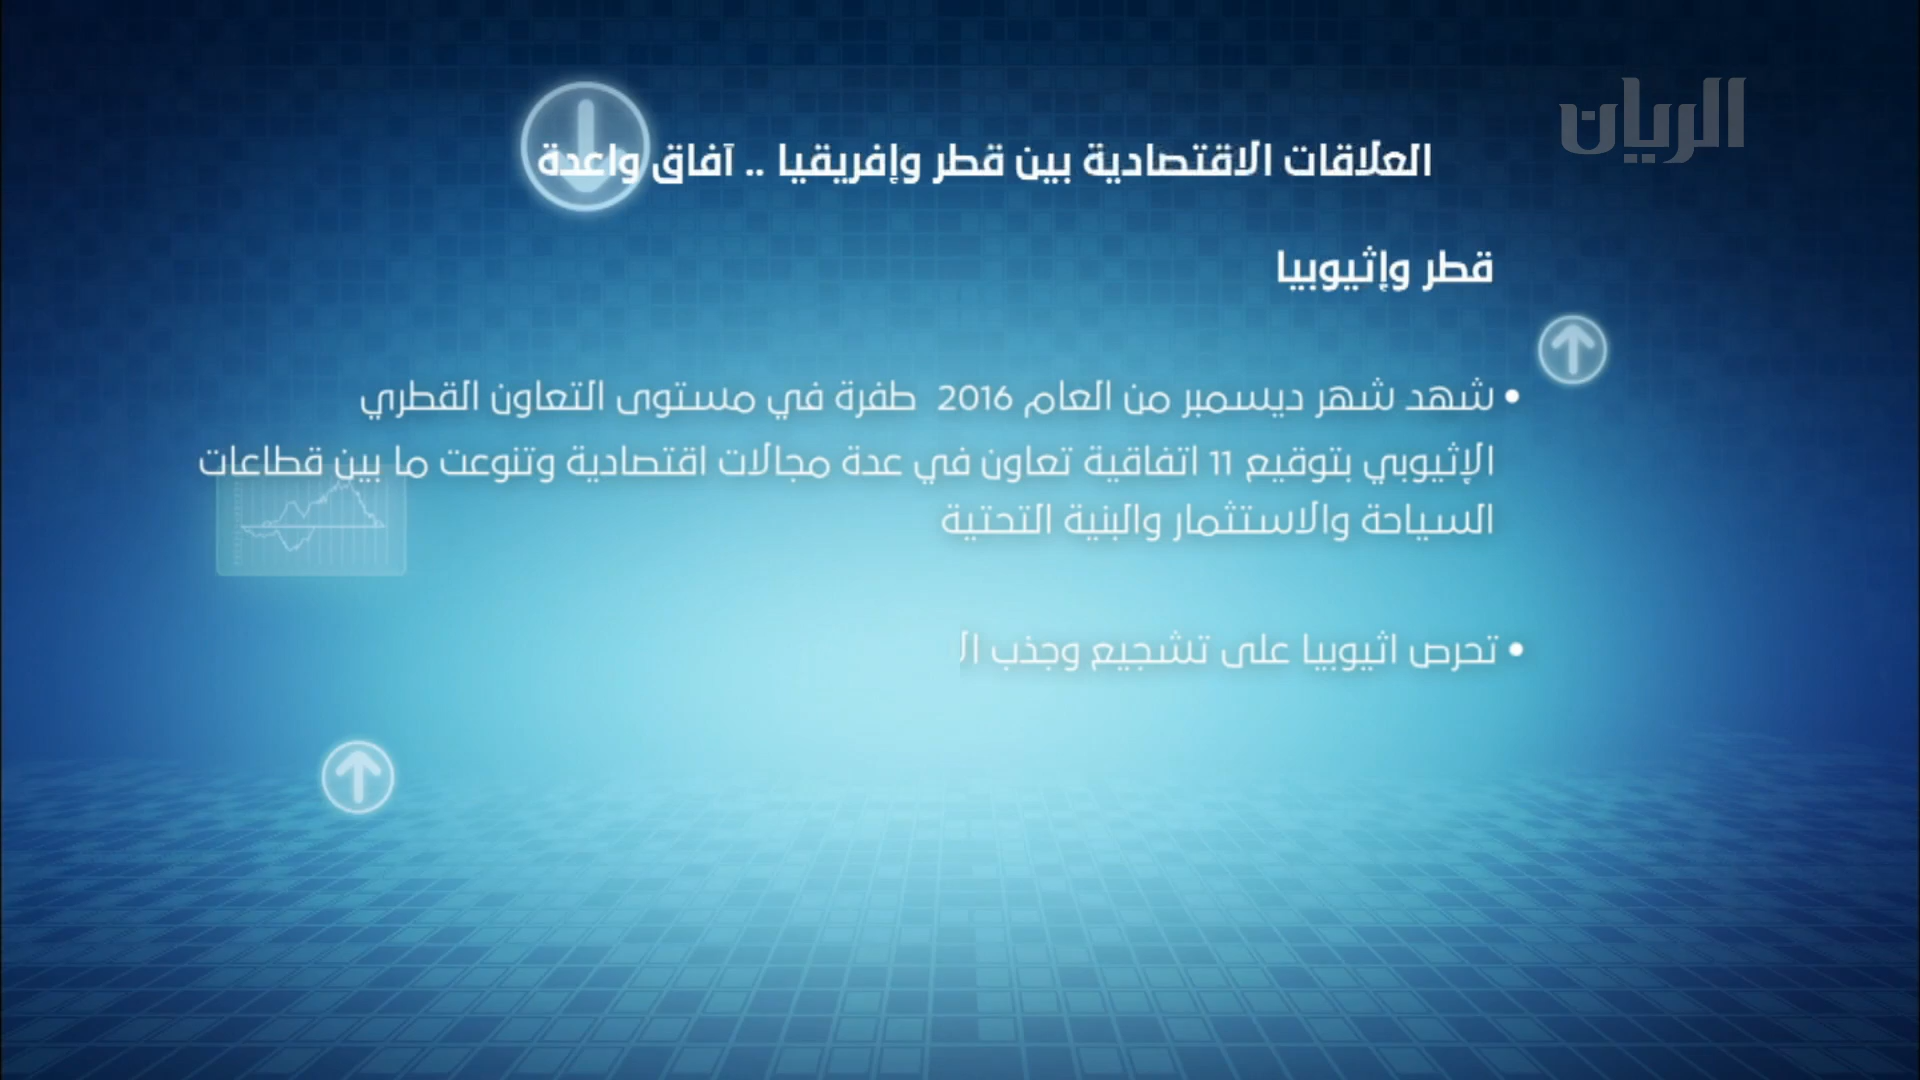 الريان
العلاقات الاقتصادية بين قطر وإفريقيا .. آفاق واعدة
قطر وإثيوبيا
• شهد شهر ديسمبر من العام 2016 طفرة في مستوى التعاون القطري
الإثيوبي بتوقيع 11 اتفاقية تعاون في عدة مجالات اقتصادية وتنوعت ما بين قطاعات
السياحة والاستثمار والبنية التحتية
• تحرص اثيوبيا على تشجيع وجذب ال